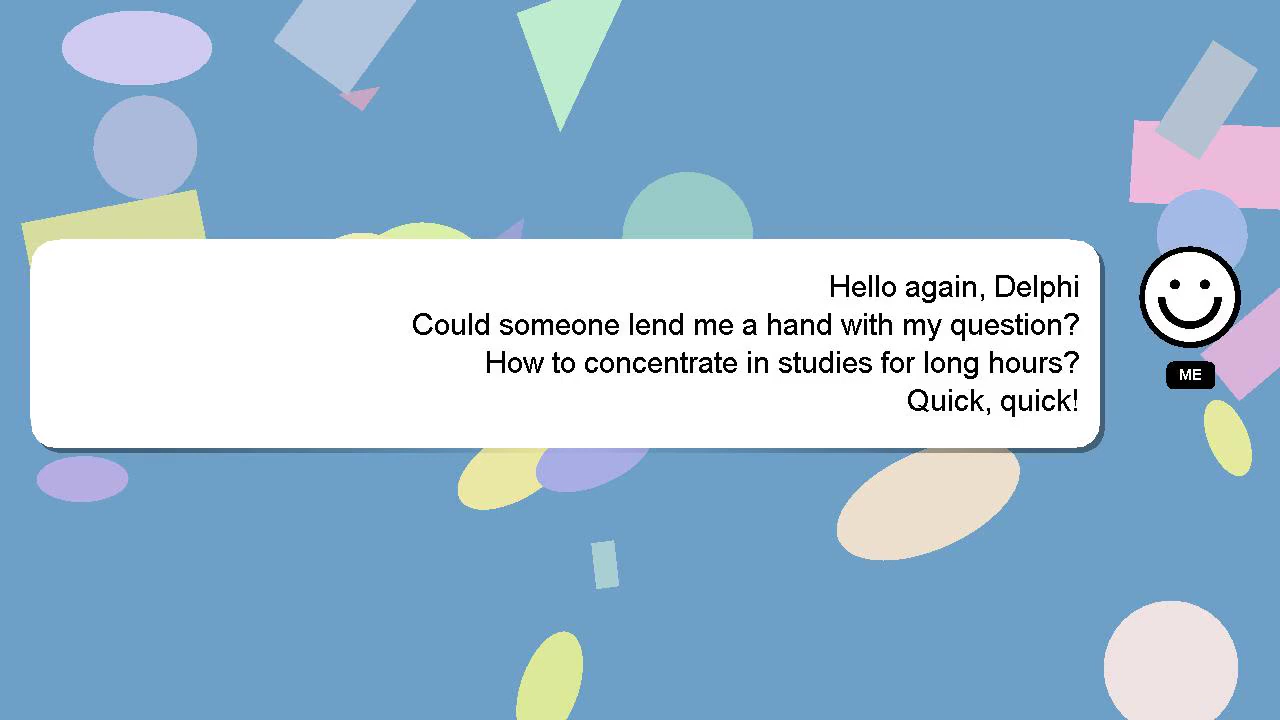 Hello again, Delphi
Could someone lend me a hand with my question?
How to concentrate in studies for long hours?
Quick, quick!
ME